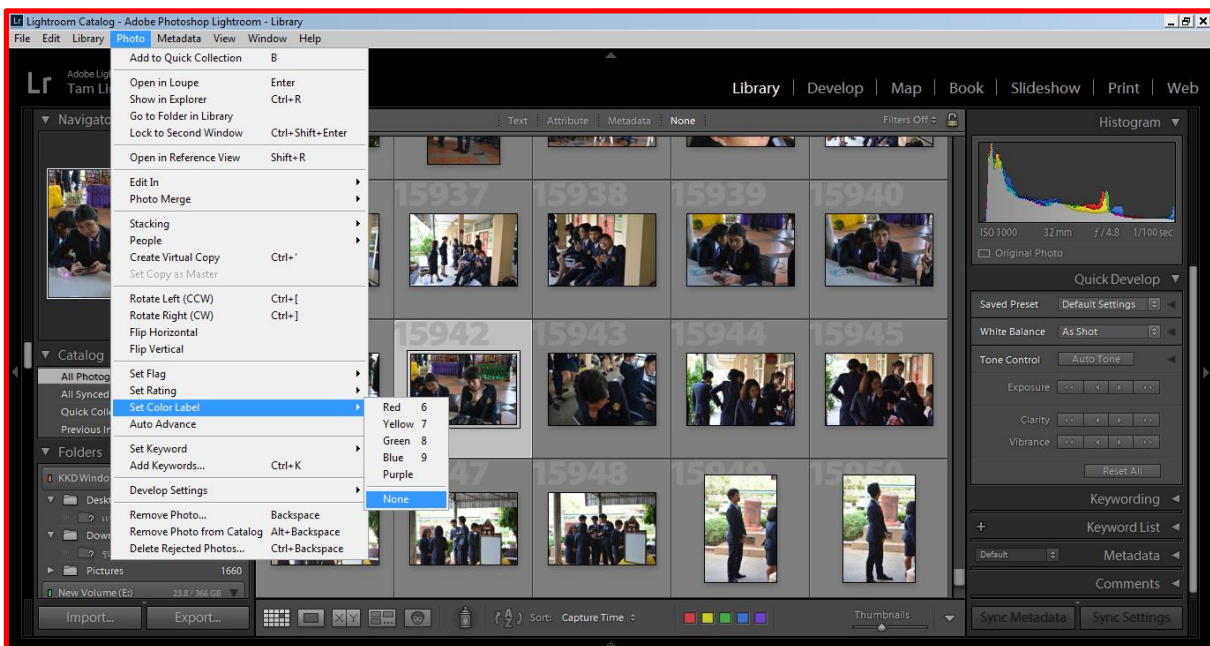 Lightroom Catalog - Adobe Photoshop Lightroom - Library
File Edit Library Photo Metadata View Window Help
Lr
Tam
Library | Develop | Map | Book | Slideshow | Print | Web
Add to Quick Collection B
Open in Loupe Enter
Show in Explorer Ctrl+R
Go to Folder in Library
Lock to Second Window Ctrl+Shift+Enter
Open in Reference View Shift+R
Edit In
Photo Merge
Stacking
People
Create Virtual Copy Ctrl+'
Set Copy as Master
Rotate Left (CCW) Ctrl+[
Rotate Right (CW) Ctrl+]
Flip Horizontal
Flip Vertical
Set Flag
Set Rating
Set Color Label
Auto Advance
Set Keyword
Add Keywords... Ctrl+K
Develop Settings
Remove Photo... Backspace
Remove Photo from Catalog Alt+Backspace
Delete Rejected Photos... Ctrl+Backspace
Red 6
Yellow 7
Green 8
Blue 9
Purple
None
Catalog
All Synced
Folders
Pictures 1660
New Volume (E:) 23.8 / 366 GB
Import... Export...
Text Attribute Metadata None Filters Off
15937 15938 15939 15940
15942 15943 15944 15945
47 15948 15949 15950
Sort: Capture Time
Thumbnails
Histogram
ISO 1000 32 mm f / 4.8 1/100 sec
Original Photo
Quick Develop
Saved Preset Default Settings
White Balance As Shot
Tone Control Auto Tone
Exposure
Clarity
Vibrance
Reset All
Keywording
+ Keyword List
Default Metadata
Comments
Sync Metadata Sync Settings